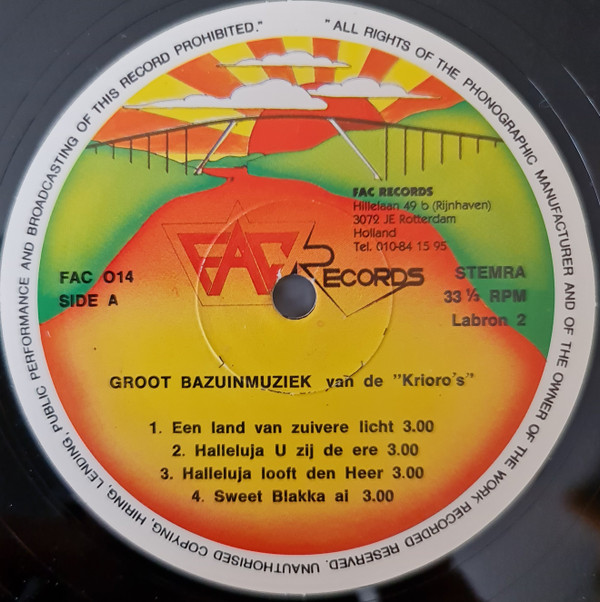 "ALL RIGHTS OF THE PHONOGRAPHIC MANUFACTURER AND OF THE OWNER OF THE WORK RECORDED RESERVED. UNAUTHORISED COPYING, HIRING, LENDING, PUBLIC PERFORMANCE AND BROADCASTING OF THIS RECORD PROHIBITED."
FAC RECORDS
Hillelaan 49 b (Rijnhaven)
3072 JE Rotterdam
Holland
Tel. 010-84 15 95
FAC RECORDS
FAC 014
SIDE A
STEMRA
33 ⅓ RPM
Labron 2
GROOT BAZUINMUZIEK van de "Krioro's"
1. Een land van zuivere licht 3.00
2. Halleluja U zij de ere 3.00
3. Halleluja looft den Heer 3.00
4. Sweet Blakka ai 3.00